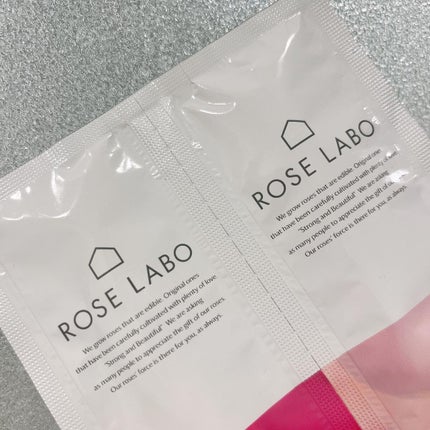 ROSE LABO
We grow roses that are edible. Original ones
that have been carefully cultivated with plenty of love.
"Strong and Beautiful" We are asking
as many people to appreciate the gift of our roses.
Our roses' force is there for you, as always.
ROSE LABO
We grow roses that are edible. Original ones
that have been carefully cultivated with plenty of love.
"Strong and Beautiful" We are asking
as many people to appreciate the gift of our roses.
Our roses' force is there for you, as always.